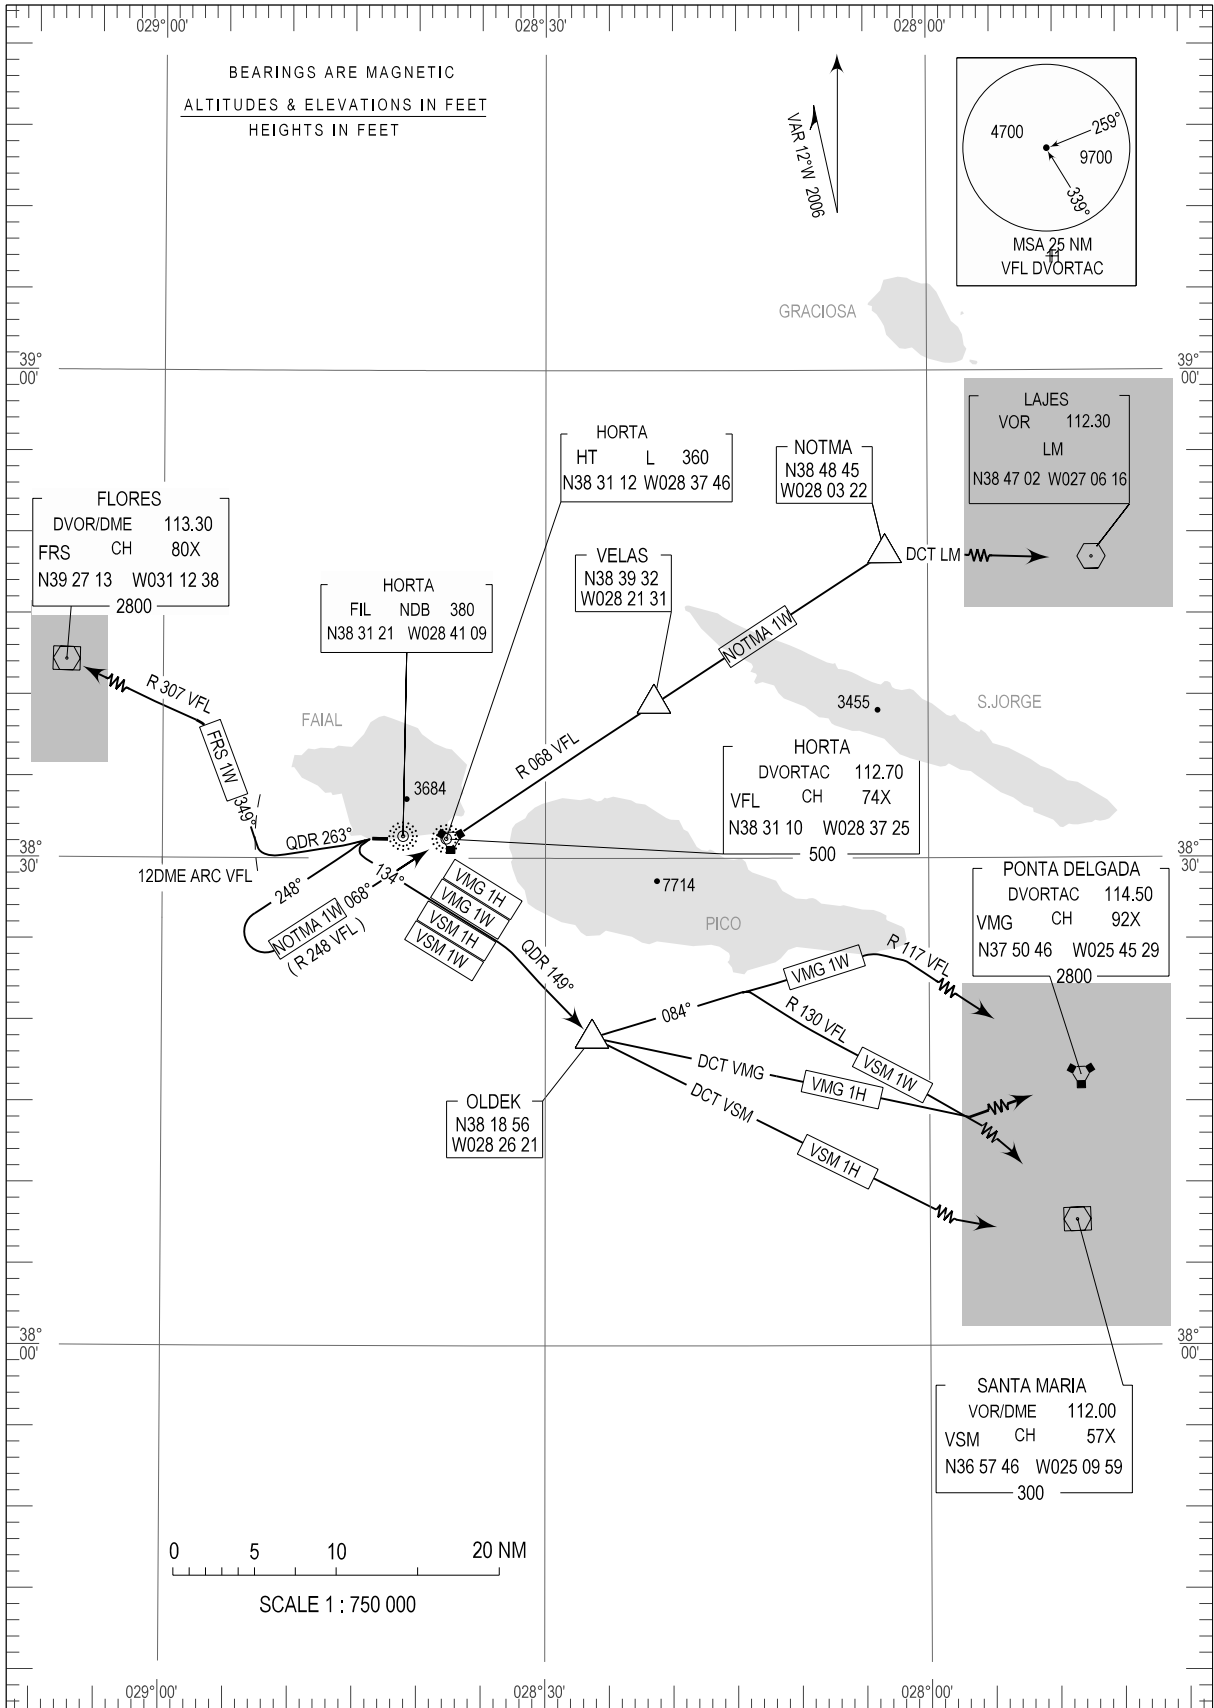 029°00'
028°30'
028°00'
BEARINGS ARE MAGNETIC
ALTITUDES & ELEVATIONS IN FEET
HEIGHTS IN FEET
VAR 12°W 2006
4700
259°
9700
339°
MSA 25 NM
VFL DVORTAC
GRACIOSA
39°
00'
39°
00'
LAJES
VOR 112.30
LM
N38 47 02 W027 06 16
HORTA
HT L 360
N38 31 12 W028 37 46
NOTMA
N38 48 45
W028 03 22
FLORES
DVOR/DME 113.30
FRS CH 80X
N39 27 13 W031 12 38
2800
VELAS
N38 39 32
W028 21 31
DCT LM
HORTA
FIL NDB 380
N38 31 21 W028 41 09
NOTMA 1W
R 307 VFL
FAIAL
3455
S.JORGE
FRS 1W
R 068 VFL
HORTA
DVORTAC 112.70
VFL CH 74X
N38 31 10 W028 37 25
500
3684
349°
QDR 263°
38°
30'
38°
30'
12DME ARC VFL
134°
248°
NOTMA 1W 068°
(R 248 VFL)
VMG 1H
VMG 1W
VSM 1H
VSM 1W
7714
PICO
PONTA DELGADA
DVORTAC 114.50
VMG CH 92X
N37 50 46 W025 45 29
2800
QDR 149°
VMG 1W
R 117 VFL
084°
R 130 VFL
VSM 1W
DCT VMG
VMG 1H
DCT VSM
VSM 1H
OLDEK
N38 18 56
W028 26 21
38°
00'
38°
00'
SANTA MARIA
VOR/DME 112.00
VSM CH 57X
N36 57 46 W025 09 59
300
0 5 10 20 NM
SCALE 1 : 750 000
029°00'
028°30'
028°00'